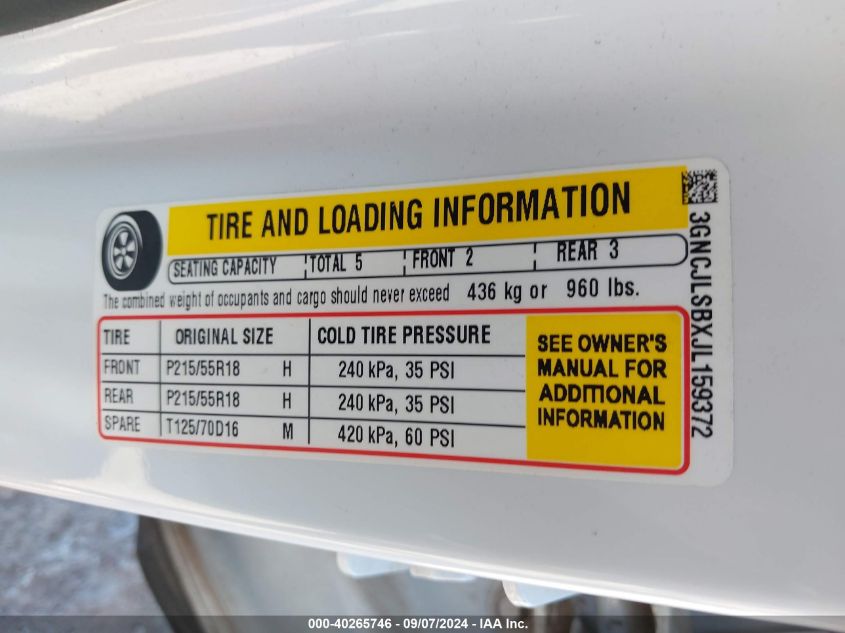 TIRE AND LOADING INFORMATION
SEATING CAPACITY TOTAL 5 FRONT 2 REAR 3
The combined weight of occupants and cargo should never exceed 436 kg or 960 lbs.
TIRE ORIGINAL SIZE COLD TIRE PRESSURE
FRONT P215/55R18 H 240 kPa, 35 PSI
REAR P215/55R18 H 240 kPa, 35 PSI
SPARE T125/70D16 M 420 kPa, 60 PSI
SEE OWNER'S
MANUAL FOR
ADDITIONAL
INFORMATION
3GNCJLSBXJL159372
000-40265746 - 09/07/2024 - IAA Inc.